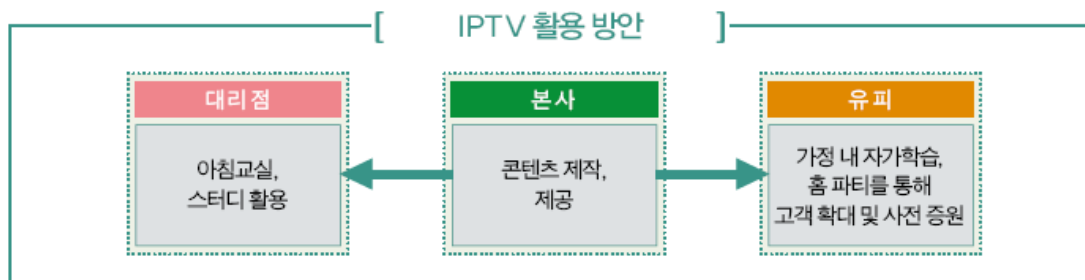 [ IPTV 활용 방안 ]
대리점
아침교실,
스터디 활용
본사
콘텐츠 제작,
제공
유피
가정 내 자가학습,
홈 파티를 통해
고객 확대 및 사전 증원